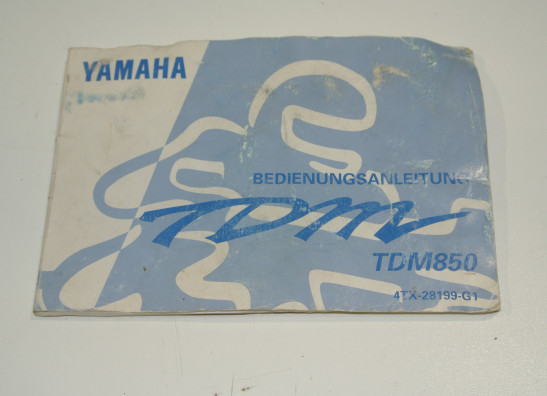 YAMAHA
BEDIENUNGSANLEITUNG
TDM
TDM850
4TX-28199-G1